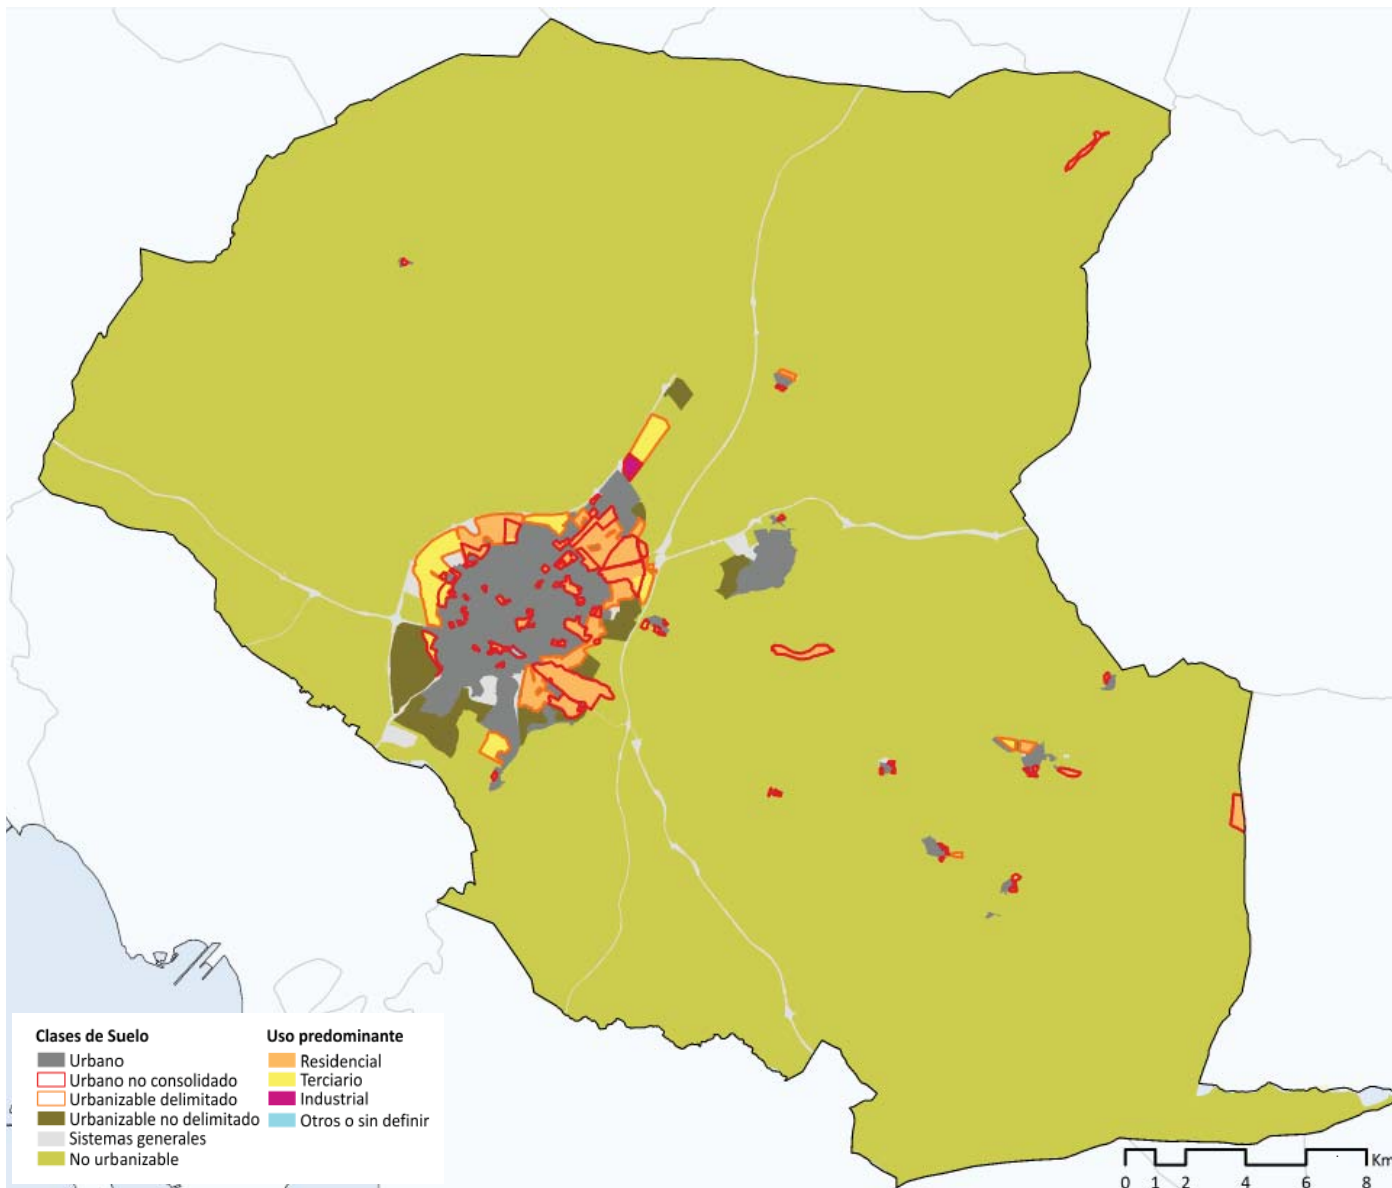 Clases de Suelo
Urbano
Urbano no consolidado
Urbanizable delimitado
Urbanizable no delimitado
Sistemas generales
No urbanizable
Uso predominante
Residencial
Terciario
Industrial
Otros o sin definir
Km
0 1 2 4 6 8